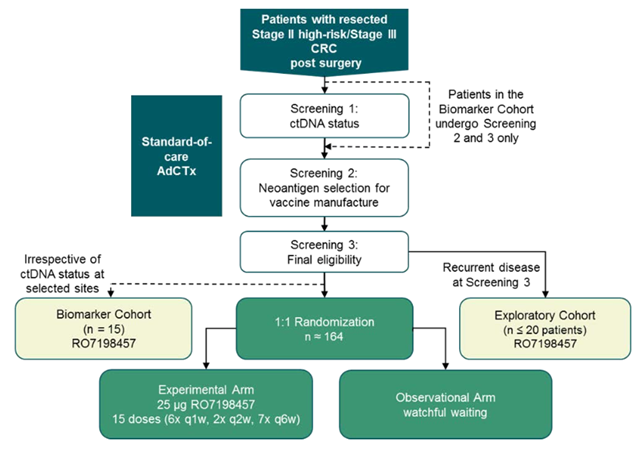 Patients with resected
Stage II high-risk/Stage III
CRC
post surgery
Patients in the
Biomarker Cohort
undergo Screening
2 and 3 only
Screening 1:
ctDNA status
Standard-of-
care
AdCTx
Screening 2:
Neoantigen selection for
vaccine manufacture
Screening 3:
Final eligibility
Irrespective of
ctDNA status at
selected sites
Recurrent disease
at Screening 3
Biomarker Cohort
(n = 15)
RO7198457
1:1 Randomization
n ≈ 164
Exploratory Cohort
(n ≤ 20 patients)
RO7198457
Experimental Arm
25 µg RO7198457
15 doses (6x q1w, 2x q2w, 7x q6w)
Observational Arm
watchful waiting